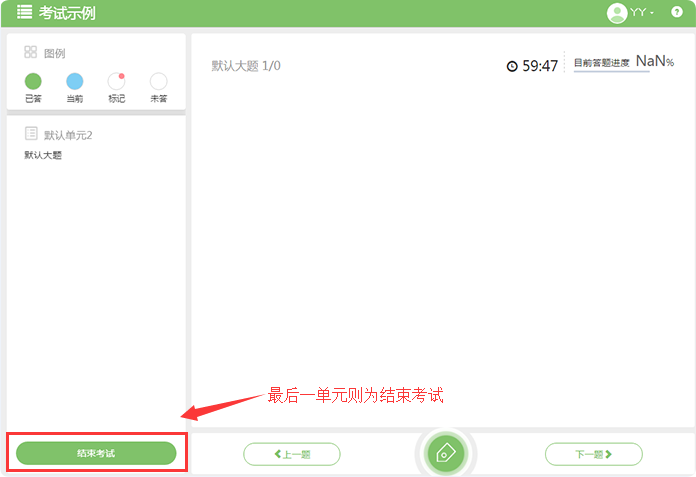 考试示例
YY
图例
已答 当前 标记 未答
默认单元2
默认大题
默认大题 1/0
59:47
目前答题进度 NaN%
最后一单元则为结束考试
结束考试
上一题
下一题